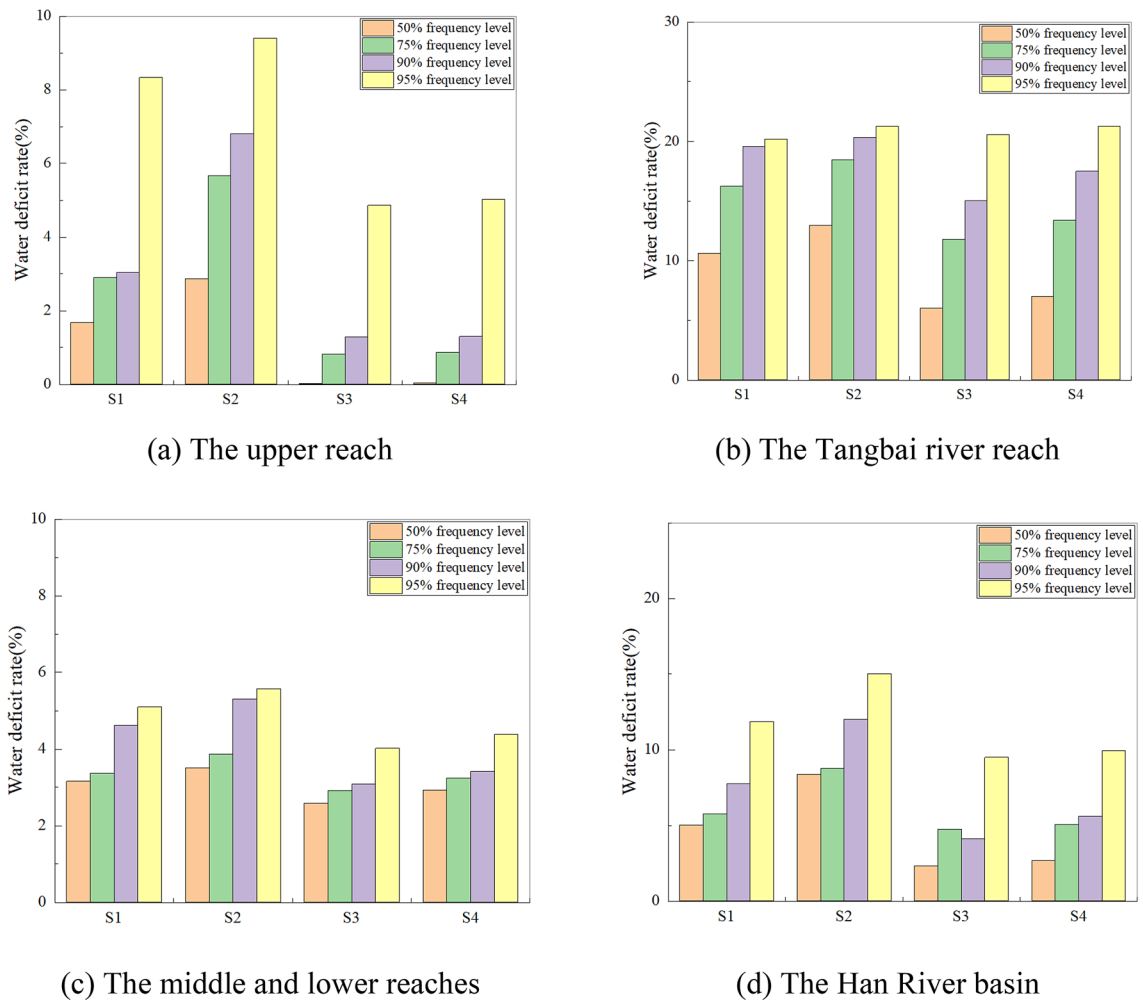 10
8
6
4
2
0
Water deficit rate(%)
50% frequency level
75% frequency level
90% frequency level
95% frequency level
S1 S2 S3 S4
(a) The upper reach
30
20
10
0
Water deficit rate(%)
50% frequency level
75% frequency level
90% frequency level
95% frequency level
S1 S2 S3 S4
(b) The Tangbai river reach
10
8
6
4
2
0
Water deficit rate(%)
50% frequency level
75% frequency level
90% frequency level
95% frequency level
S1 S2 S3 S4
(c) The middle and lower reaches
20
10
0
Water deficit rate(%)
50% frequency level
75% frequency level
90% frequency level
95% frequency level
S1 S2 S3 S4
(d) The Han River basin